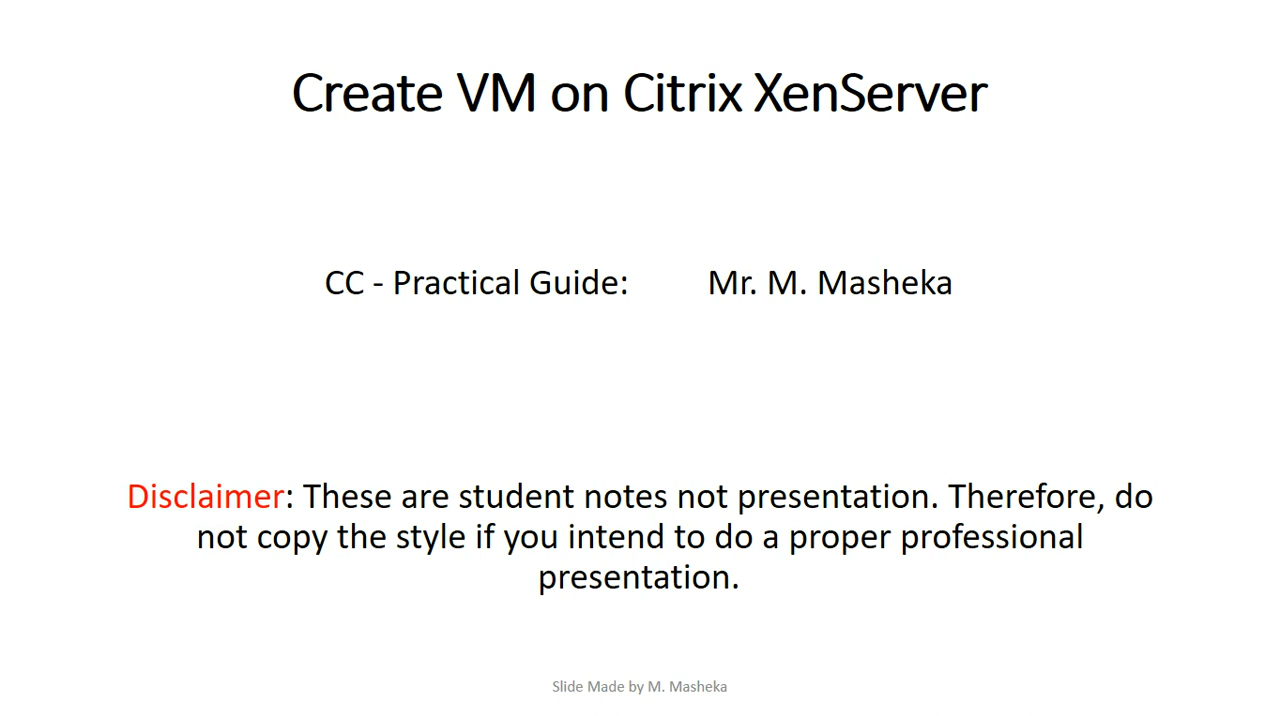 Create VM on Citrix XenServer
CC - Practical Guide: Mr. M. Masheka
Disclaimer: These are student notes not presentation. Therefore, do
not copy the style if you intend to do a proper professional
presentation.
Slide Made by M. Masheka